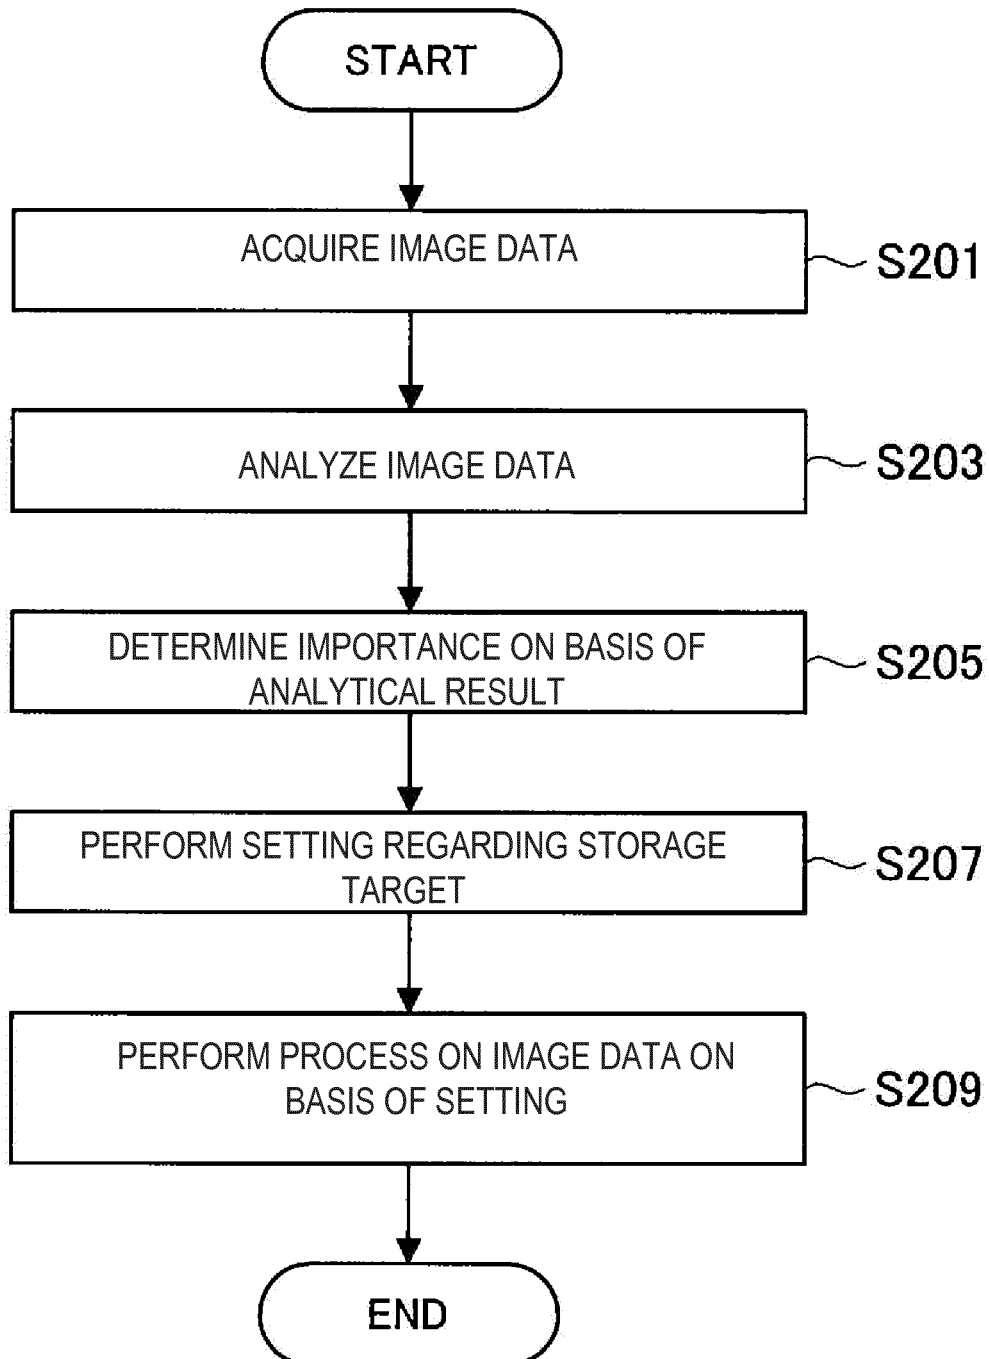 START
ACQUIRE IMAGE DATA
S201
ANALYZE IMAGE DATA
S203
DETERMINE IMPORTANCE ON BASIS OF
ANALYTICAL RESULT
S205
PERFORM SETTING REGARDING STORAGE
TARGET
S207
PERFORM PROCESS ON IMAGE DATA ON
BASIS OF SETTING
S209
END